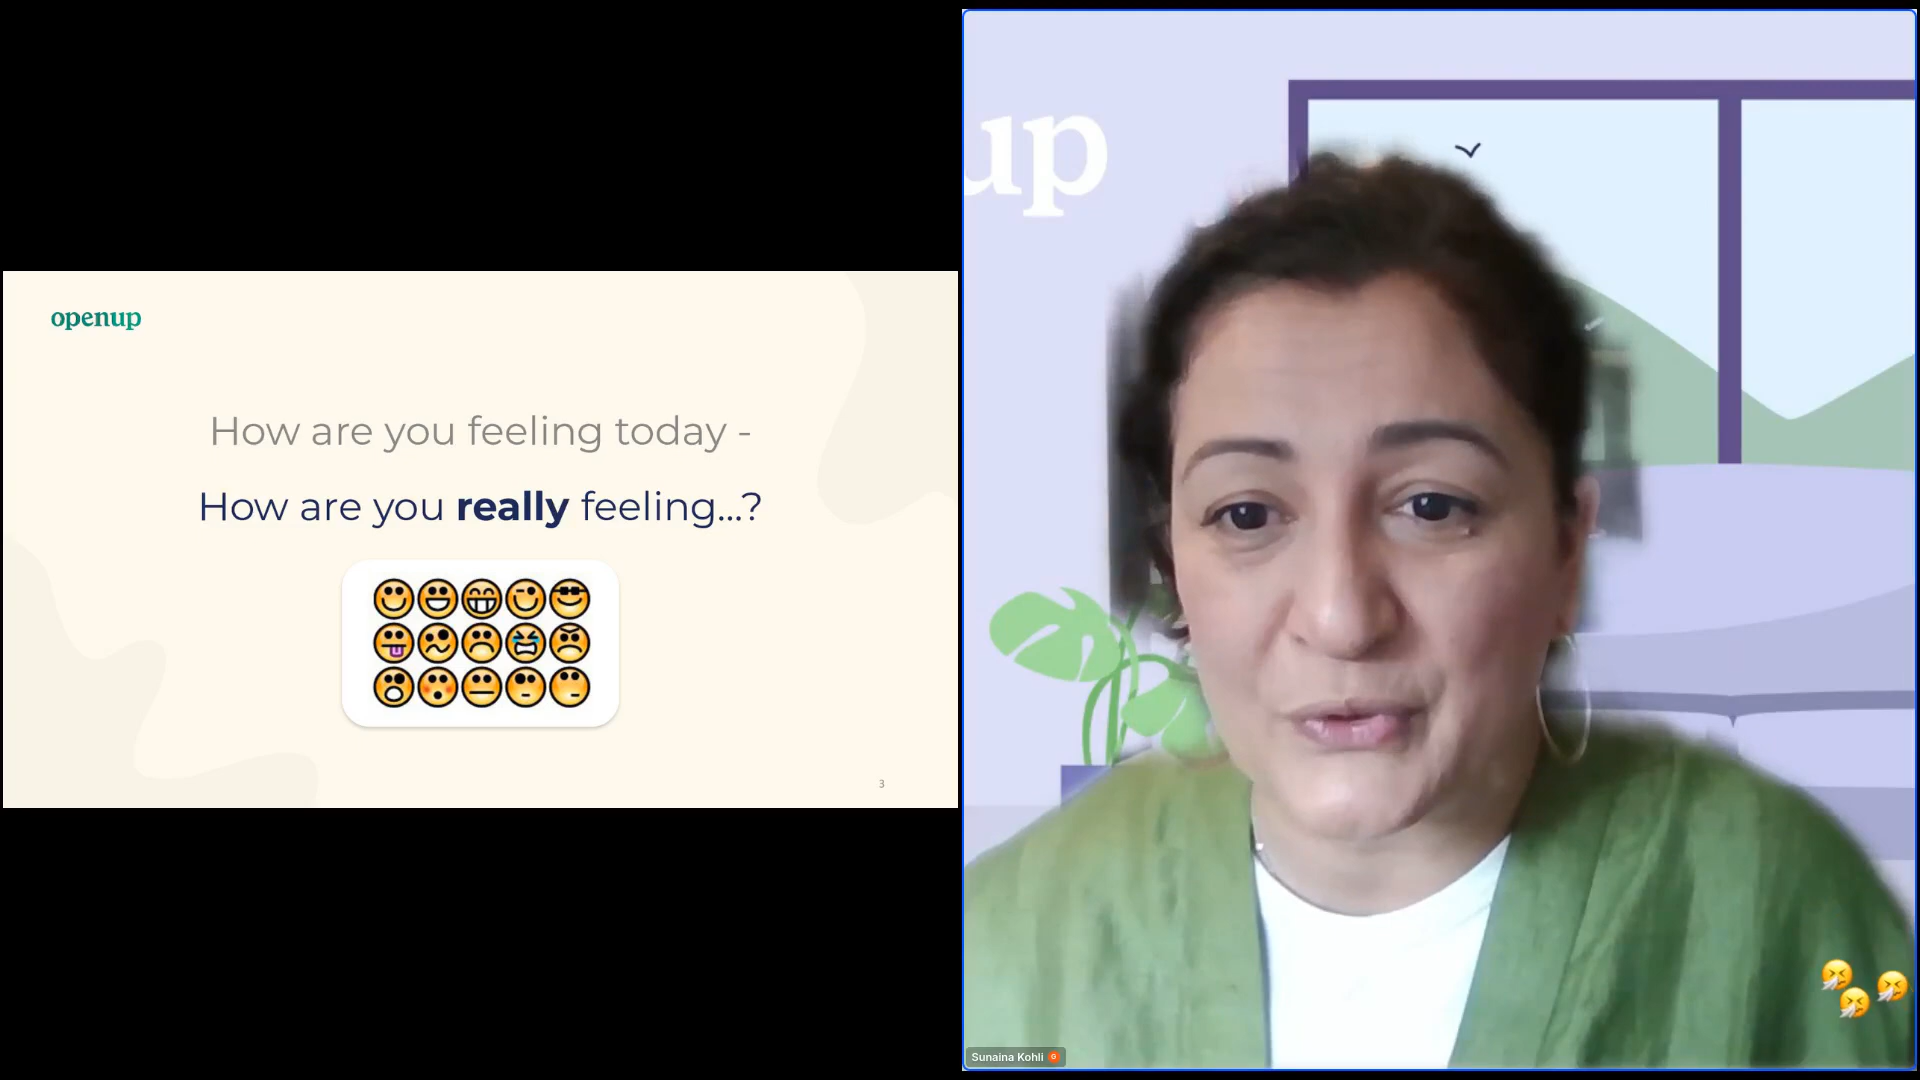 openup
How are you feeling today -
How are you really feeling...?
3
up
Sunaina Kohli